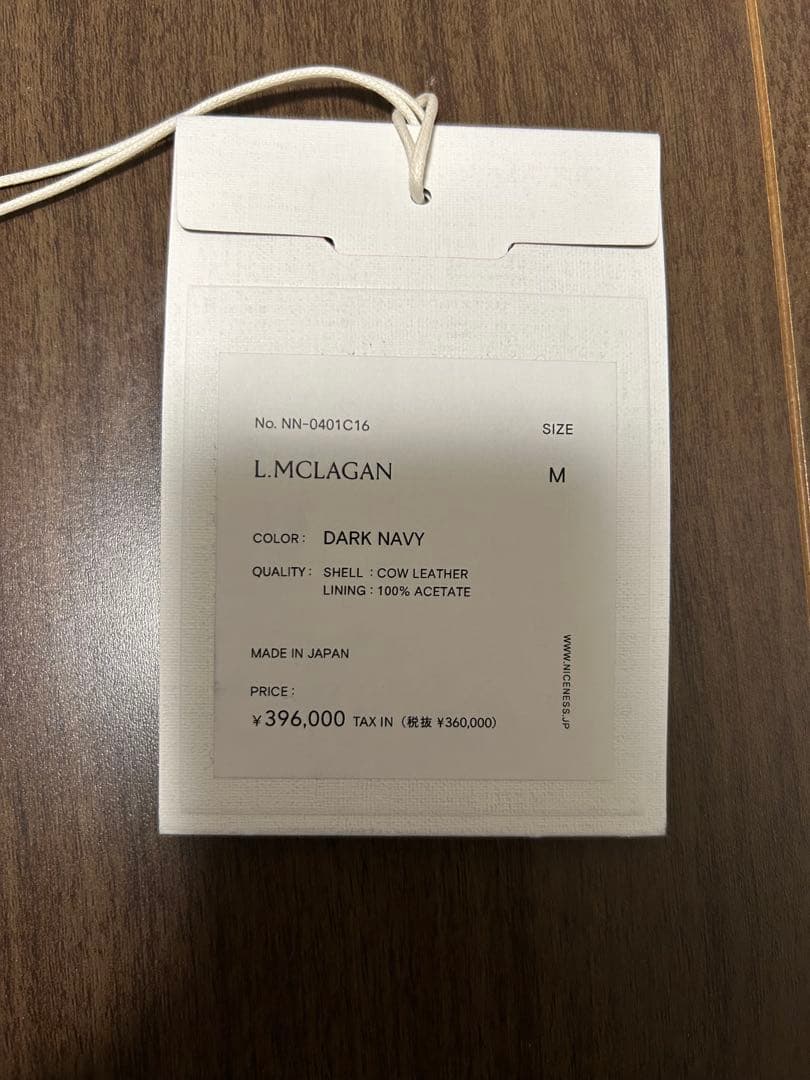 No. NN-0401C16
SIZE
L.MCLAGAN
M
COLOR: DARK NAVY
QUALITY: SHELL : COW LEATHER
LINING : 100% ACETATE
MADE IN JAPAN
PRICE:
¥396,000 TAX IN (税抜 ¥360,000)
WWW.NICENESS.JP